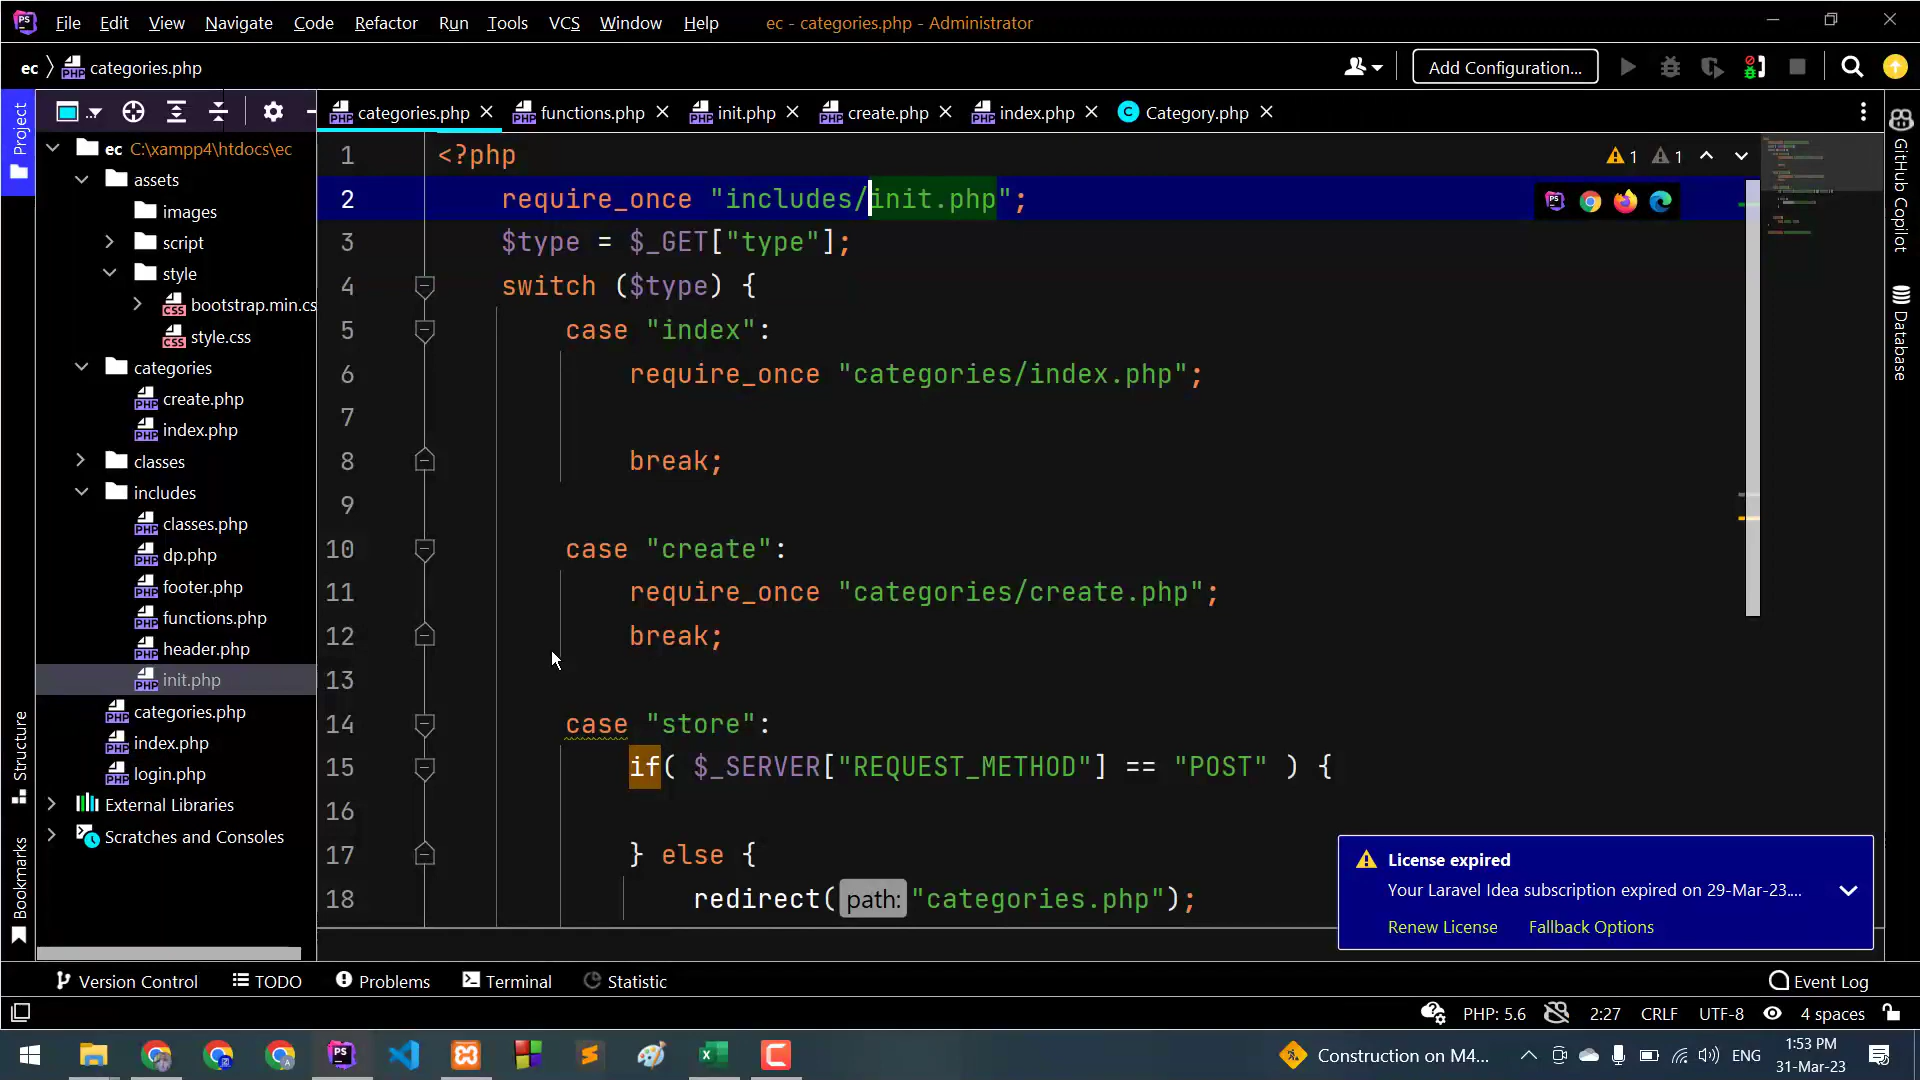 File Edit View Navigate Code Refactor Run Tools VCS Window Help ec - categories.php - Administrator
ec categories.php Add Configuration...
Project categories.php functions.php init.php create.php index.php Category.php
ec C:\xampp4\htdocs\ec
assets
images
script
style
bootstrap.min.cs
style.css
categories
create.php
index.php
classes
includes
classes.php
dp.php
footer.php
functions.php
header.php
init.php
categories.php
index.php
login.php
External Libraries
Scratches and Consoles
Structure
Bookmarks
1 <?php
2 require_once "includes/init.php";
3 $type = $_GET["type"];
4 switch ($type) {
5 case "index":
6 require_once "categories/index.php";
7
8 break;
9
10 case "create":
11 require_once "categories/create.php";
12 break;
13
14 case "store":
15 if( $_SERVER["REQUEST_METHOD"] == "POST" ) {
16
17 } else {
18 redirect(path: "categories.php");
1 1
GitHub Copilot
Database
License expired
Your Laravel Idea subscription expired on 29-Mar-23....
Renew License Fallback Options
Version Control TODO Problems Terminal Statistic Event Log
PHP: 5.6 2:27 CRLF UTF-8 4 spaces
Construction on M4... ENG 1:53 PM
31-Mar-23